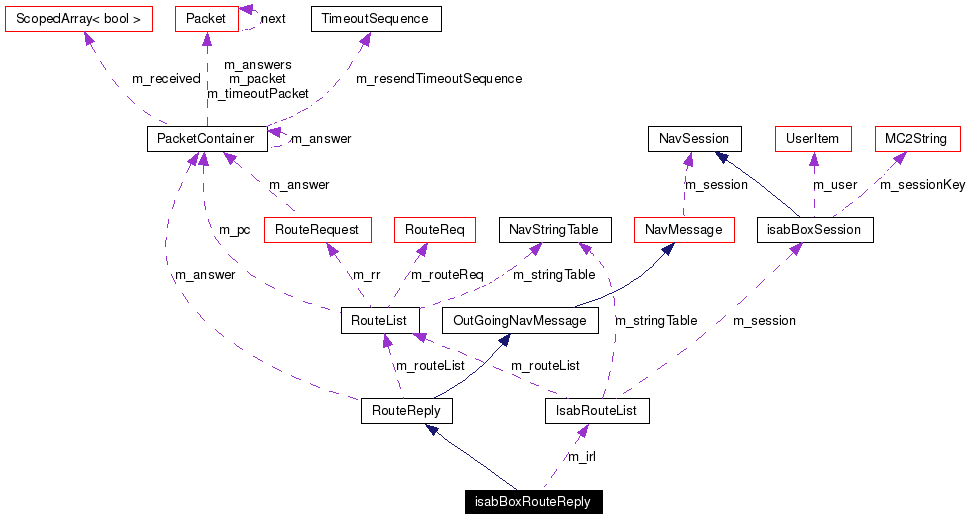 ScopedArray< bool >
Packet
next
TimeoutSequence
m_received
m_answers
m_packet
m_timeoutPacket
m_resendTimeoutSequence
PacketContainer
m_answer
NavSession
UserItem
MC2String
m_answer
m_session
m_user
m_sessionKey
m_pc
RouteRequest
RouteReq
NavStringTable
NavMessage
isabBoxSession
m_answer
m_rr
m_routeReq
m_stringTable
RouteList
OutGoingNavMessage
m_stringTable
m_session
m_routeList
m_routeList
RouteReply
IsabRouteList
m_irl
isabBoxRouteReply